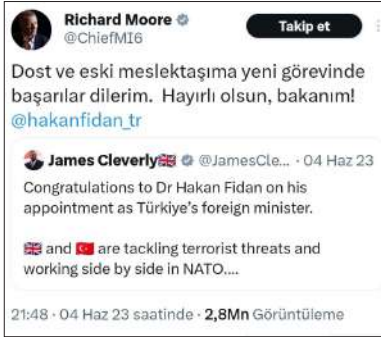 Richard Moore
@ChiefMI6
Takip et
Dost ve eski meslektaşıma yeni görevinde
başarılar dilerim. Hayırlı olsun, bakanım!
@hakanfidan_tr
James Cleverly🇬🇧 @JamesCle... · 04 Haz 23
Congratulations to Dr Hakan Fidan on his
appointment as Türkiye's foreign minister.
🇬🇧 and 🇹🇷 are tackling terrorist threats and
working side by side in NATO....
21:48 · 04 Haz 23 saatinde · 2,8Mn Görüntüleme